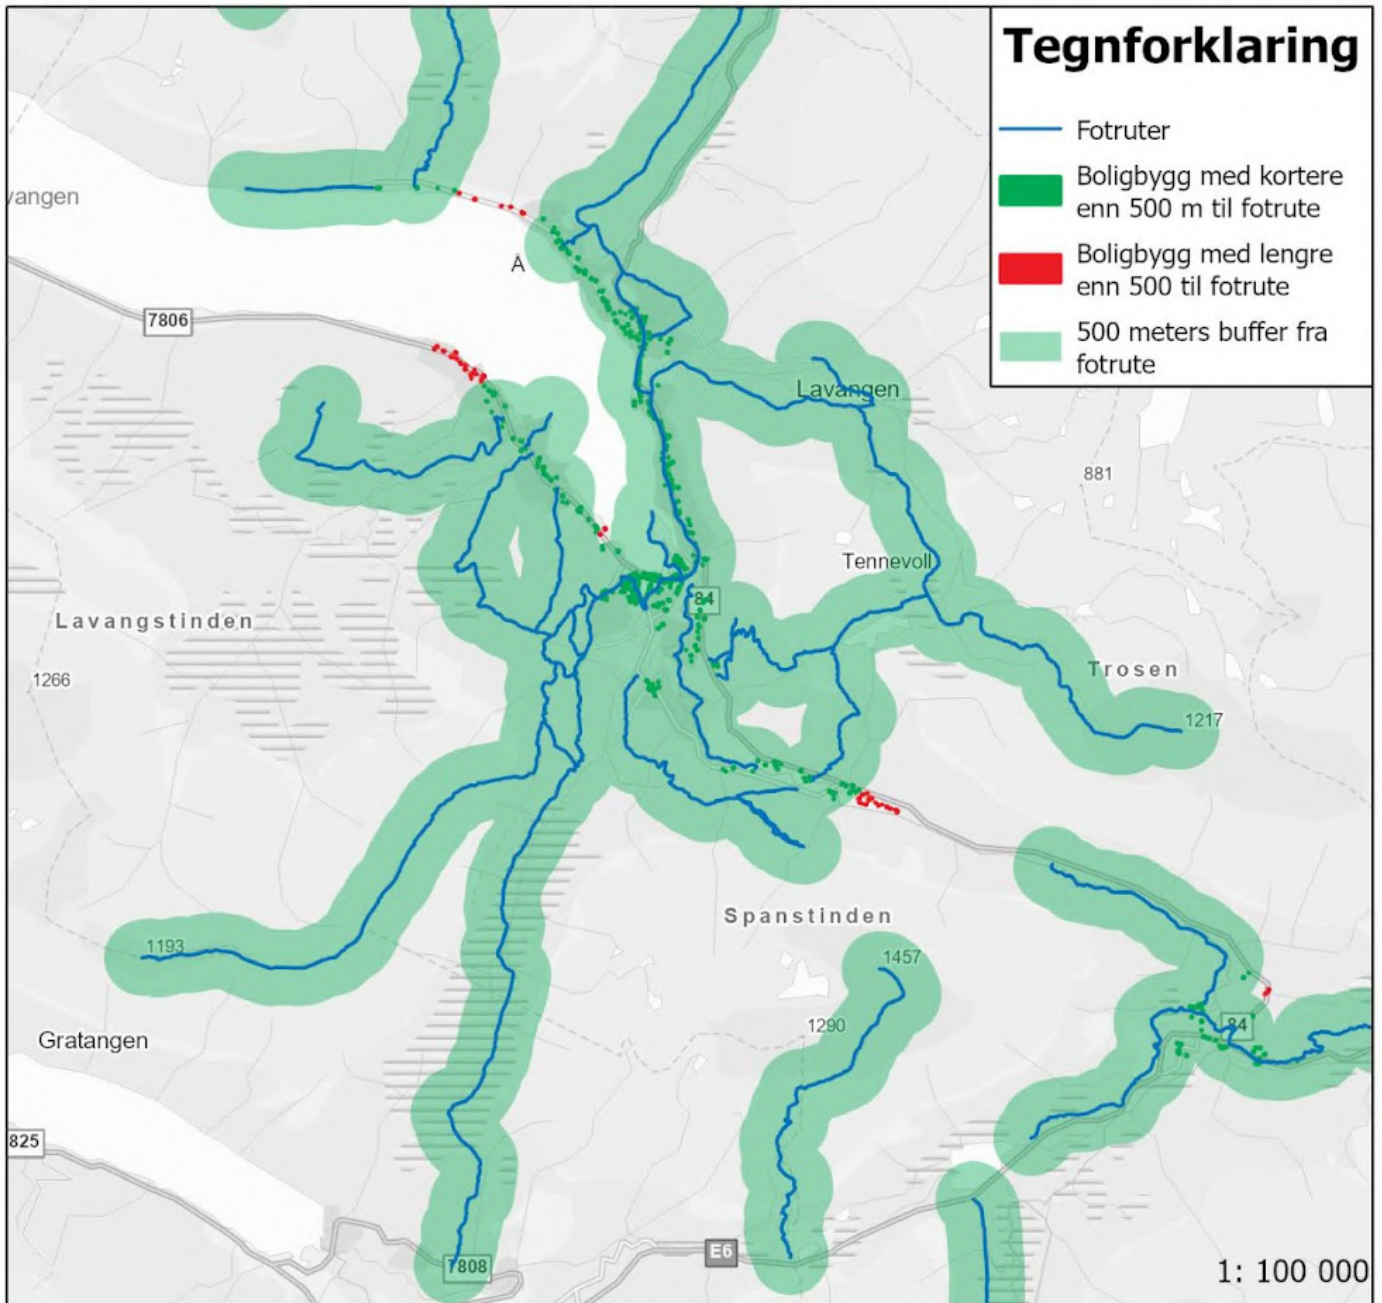 Tegnforklaring
Fotruter
Boligbygg med kortere
enn 500 m til fotrute
Boligbygg med lengre
enn 500 til fotrute
500 meters buffer fra
fotrute
vangen
Å
7806
Lavangen
881
Tennevoll
84
Lavangstinden
1266
Trosen
1217
Spanstinden
1193
1457
1290
84
Gratangen
825
E6
7808
1: 100 000